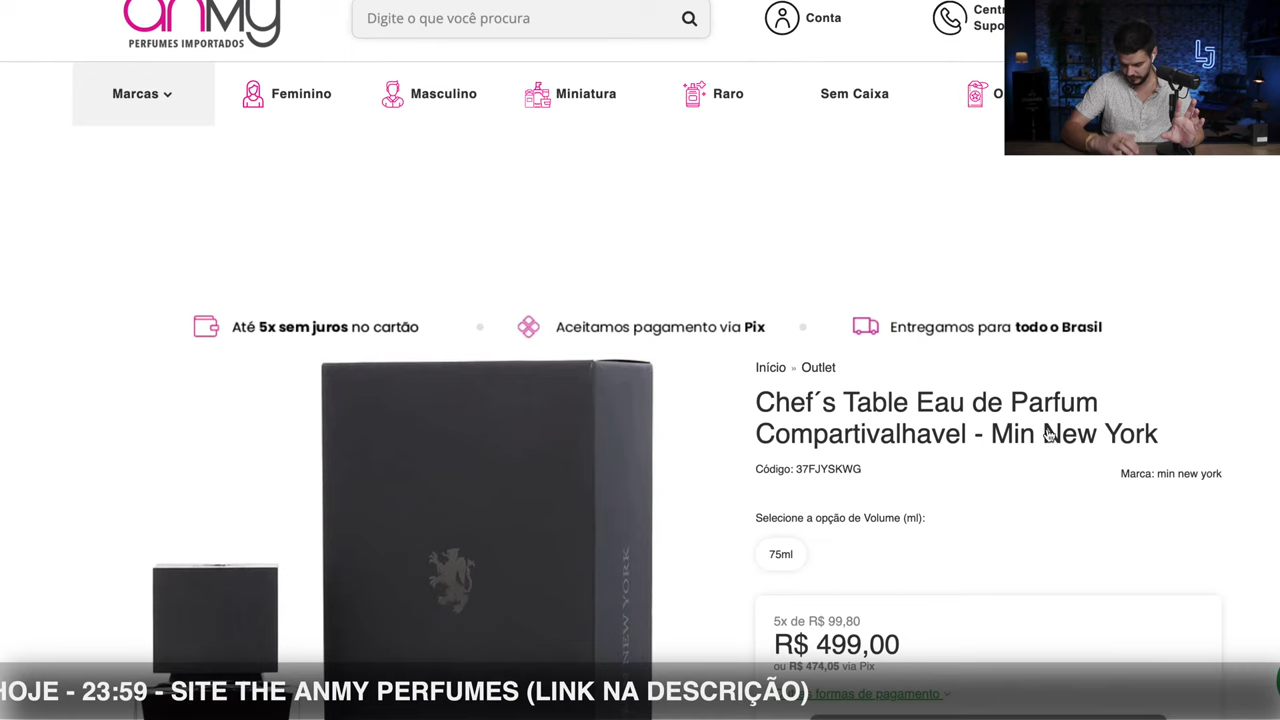 anMy
PERFUMES IMPORTADOS
Digite o que você procura
Conta
Marcas
Feminino
Masculino
Miniatura
Raro
Sem Caixa
Até 5x sem juros no cartão
Aceitamos pagamento via Pix
Entregamos para todo o Brasil
Início » Outlet
Chef´s Table Eau de Parfum
Compartivalhavel - Min New York
Código: 37FJYSKWG
Marca: min new york
Selecione a opção de Volume (ml):
75ml
5x de R$ 99,80
R$ 499,00
ou R$ 474,05 via Pix
formas de pagamento
NEW YORK
LJ
HOJE - 23:59 - SITE THE ANMY PERFUMES (LINK NA DESCRIÇÃO)